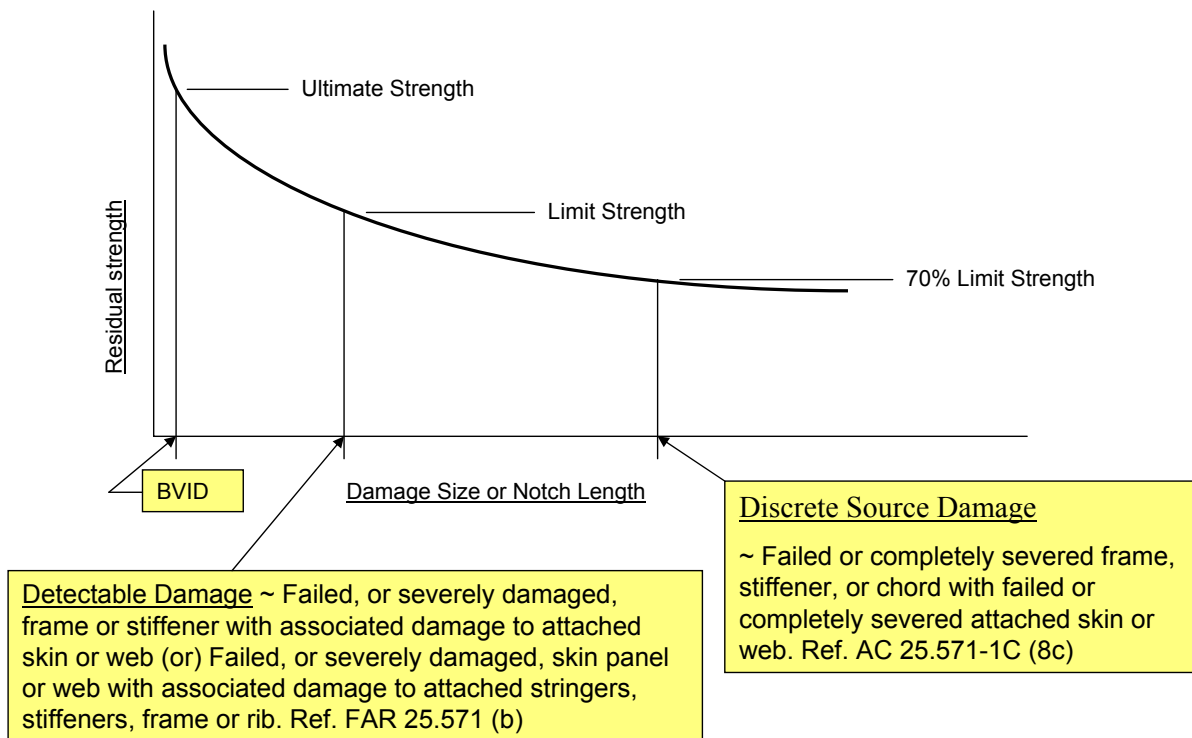 Ultimate Strength
Limit Strength
70% Limit Strength
Residual strength
BVID
Damage Size or Notch Length
Discrete Source Damage
~ Failed or completely severed frame,
stiffener, or chord with failed or
completely severed attached skin or
web. Ref. AC 25.571-1C (8c)
Detectable Damage ~ Failed, or severely damaged,
frame or stiffener with associated damage to attached
skin or web (or) Failed, or severely damaged, skin panel
or web with associated damage to attached stringers,
stiffeners, frame or rib. Ref. FAR 25.571 (b)